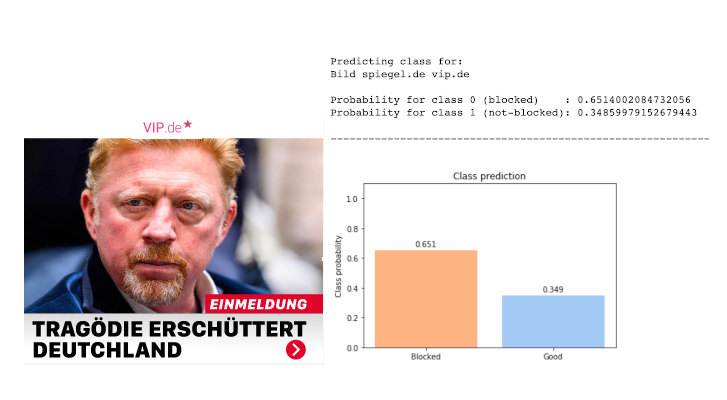 Predicting class for:
Bild spiegel.de vip.de
Probability for class 0 (blocked)    : 0.6514002084732056
Probability for class 1 (not-blocked): 0.34859979152679443
VIP.de
EINMELDUNG
TRAGÖDIE ERSCHÜTTERT
DEUTCHLAND
Class prediction
Class probability
1.0
0.8
0.6
0.4
0.2
0.0
0.651
0.349
Blocked
Good